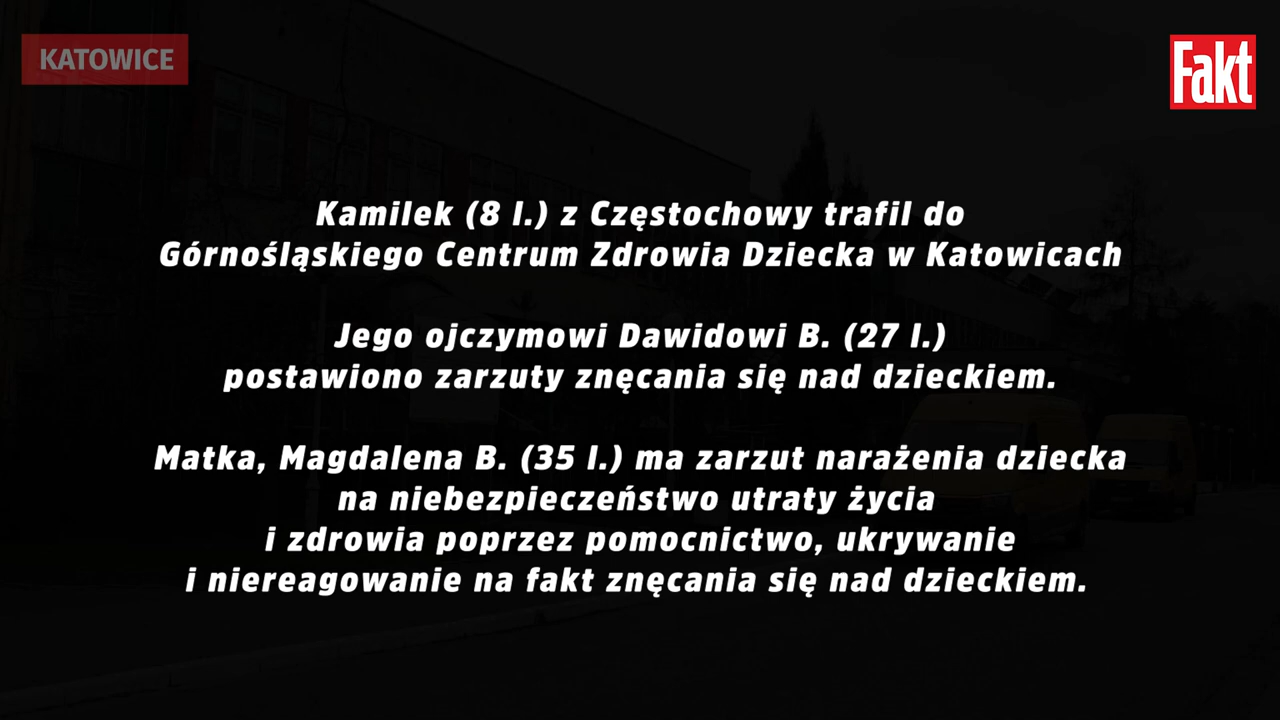 KATOWICE
Fakt
Kamilek (8 l.) z Częstochowy trafil do
Górnośląskiego Centrum Zdrowia Dziecka w Katowicach
Jego ojczymowi Dawidowi B. (27 l.)
postawiono zarzuty znęcania się nad dzieckiem.
Matka, Magdalena B. (35 l.) ma zarzut narażenia dziecka
na niebezpieczeństwo utraty życia
i zdrowia poprzez pomocnictwo, ukrywanie
i niereagowanie na fakt znęcania się nad dzieckiem.